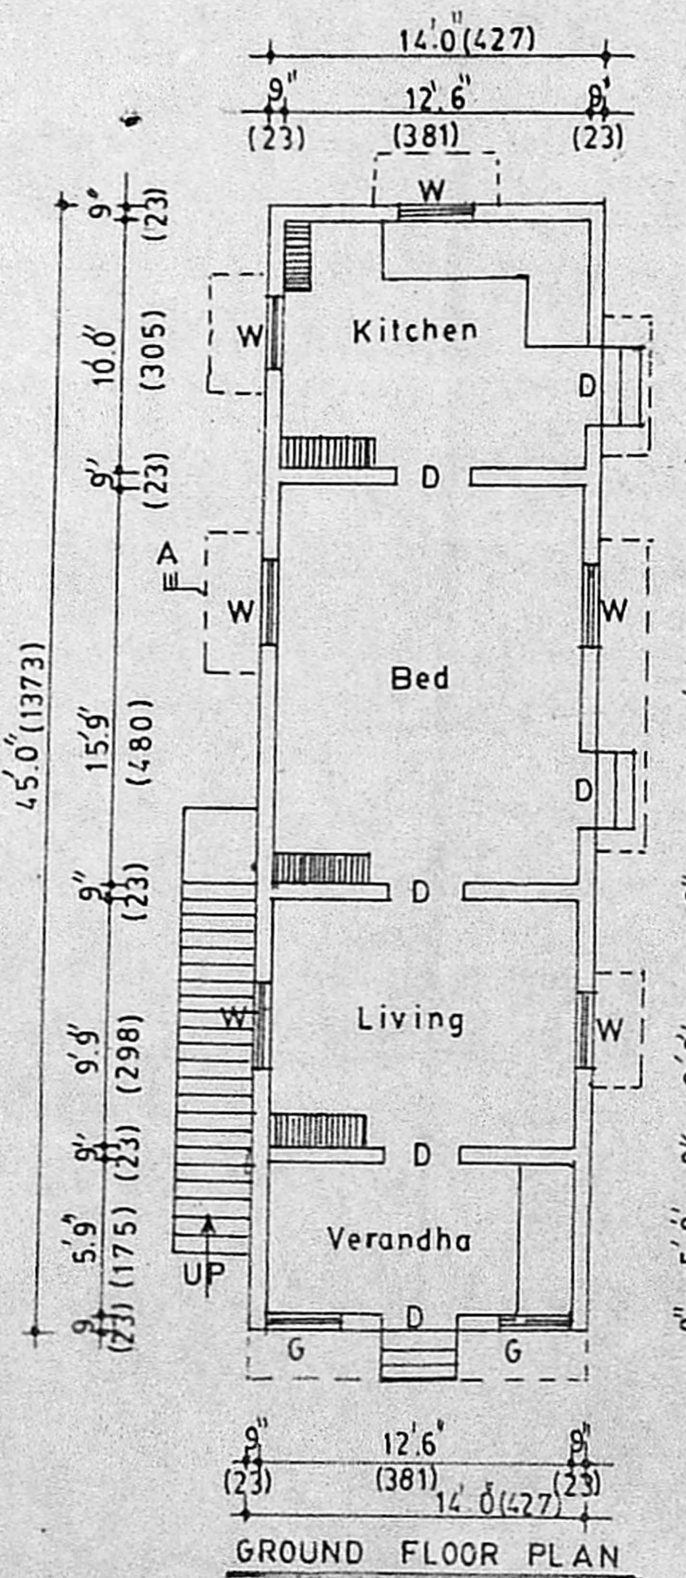 14'.0"(427)
9" 12'.6" 9'
(23) (381) (23)
W
9" (23)
W Kitchen
10.0' (305)
D
9" (23)
D
A
W W
Bed
45'.0"(1373)
15'.9" (480)
D
9" (23)
D
W Living W
9'.9" (298)
9" (23)
D
5'.9" (175)
Verandha
UP
9 (23)
D
G G
9" 12'.6" 9"
(23) (381) (23)
14'.0"(427)
GROUND FLOOR PLAN